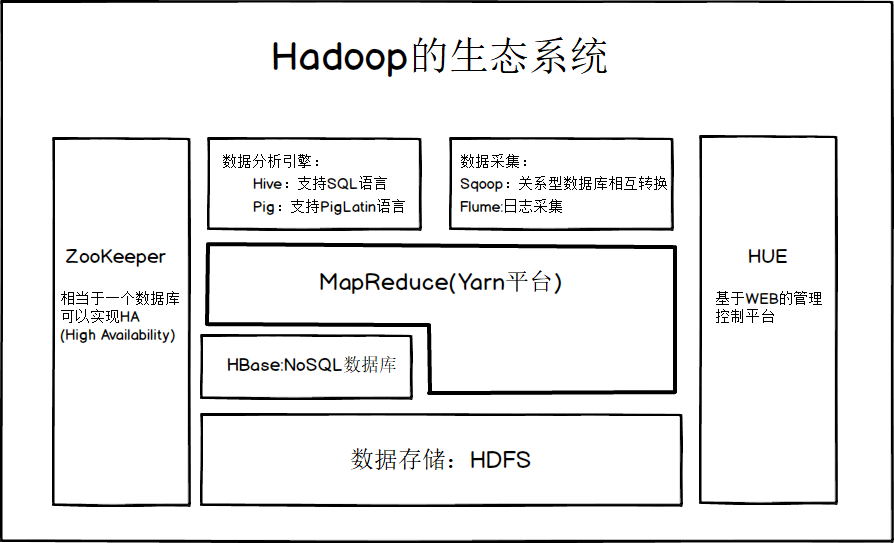 Hadoop的生态系统
ZooKeeper
相当于一个数据库
可以实现HA
(High Availability)
数据分析引擎：
Hive：支持SQL语言
Pig：支持PigLatin语言
数据采集：
Sqoop：关系型数据库相互转换
Flume:日志采集
MapReduce(Yarn平台)
HBase:NoSQL数据库
数据存储：HDFS
HUE
基于WEB的管理
控制平台